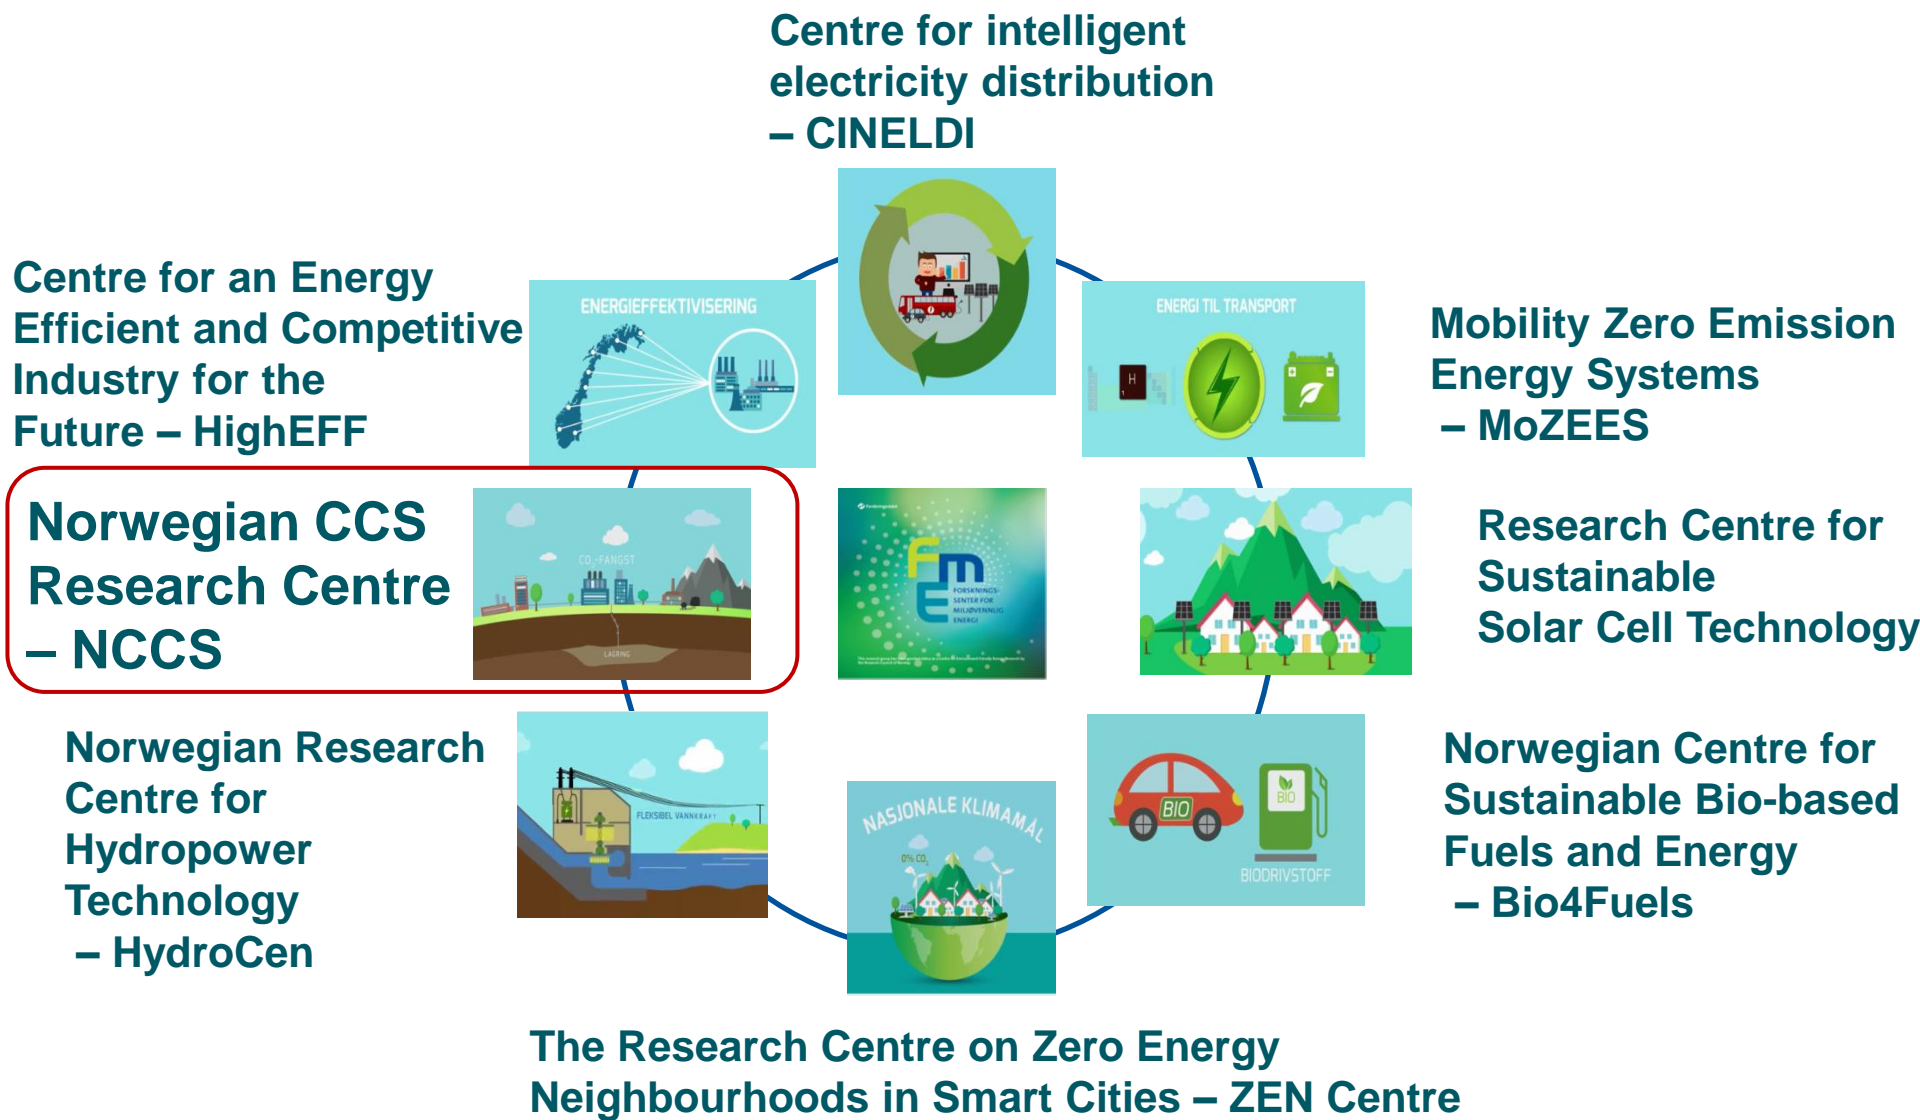 Centre for intelligent
electricity distribution
– CINELDI
Centre for an Energy
Efficient and Competitive
Industry for the
Future – HighEFF
ENERGIEFFEKTIVISERING
ENERGI TIL TRANSPORT
H
1
Mobility Zero Emission
Energy Systems
– MoZEES
Norwegian CCS
Research Centre
– NCCS
CO2-FANGST
LAGRING
Forskningsrådet
FME
FORSKNINGS-
SENTER FOR
MILJØVENNLIG
ENERGI
Research Centre for
Sustainable
Solar Cell Technology
Norwegian Research
Centre for
Hydropower
Technology
– HydroCen
FLEKSIBEL VANNKRAFT
NASJONALE KLIMAMÅL
0% CO2
BIO
BIO
BIODRIVSTOFF
Norwegian Centre for
Sustainable Bio-based
Fuels and Energy
– Bio4Fuels
The Research Centre on Zero Energy
Neighbourhoods in Smart Cities – ZEN Centre